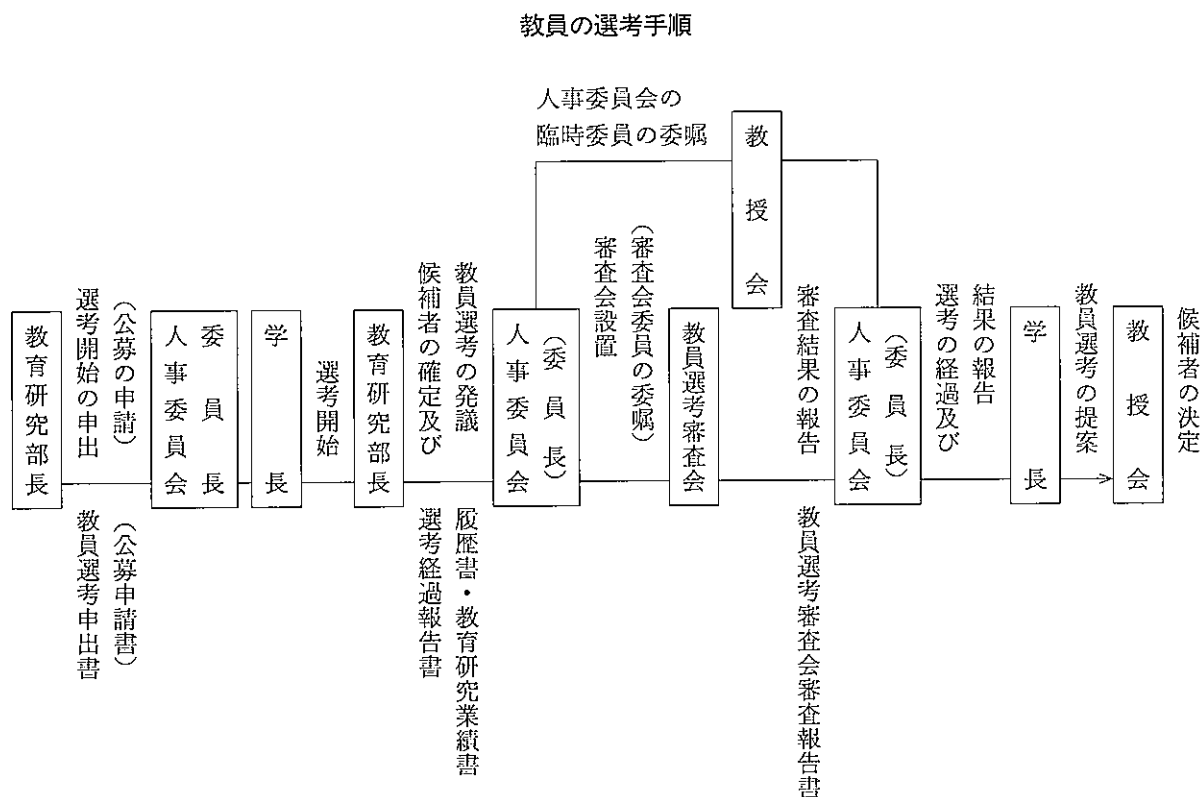 教員の選考手順
人事委員会の
臨時委員の委嘱
教授会
教育研究部長
選考開始の申出
(公募の申請)
教員選考申出書
(公募申請書)
人事委員会
委員長
学長
選考開始
教育研究部長
候補者の確定及び
教員選考の発議
選考経過報告書
履歴書・教育研究業績書
人事委員会
(委員長)
審査会設置
(審査会委員の委嘱)
教員選考審査会
審査結果の報告
教員選考審査会審査報告書
人事委員会
(委員長)
選考の経過及び
結果の報告
学長
教員選考の提案
教授会
候補者の決定